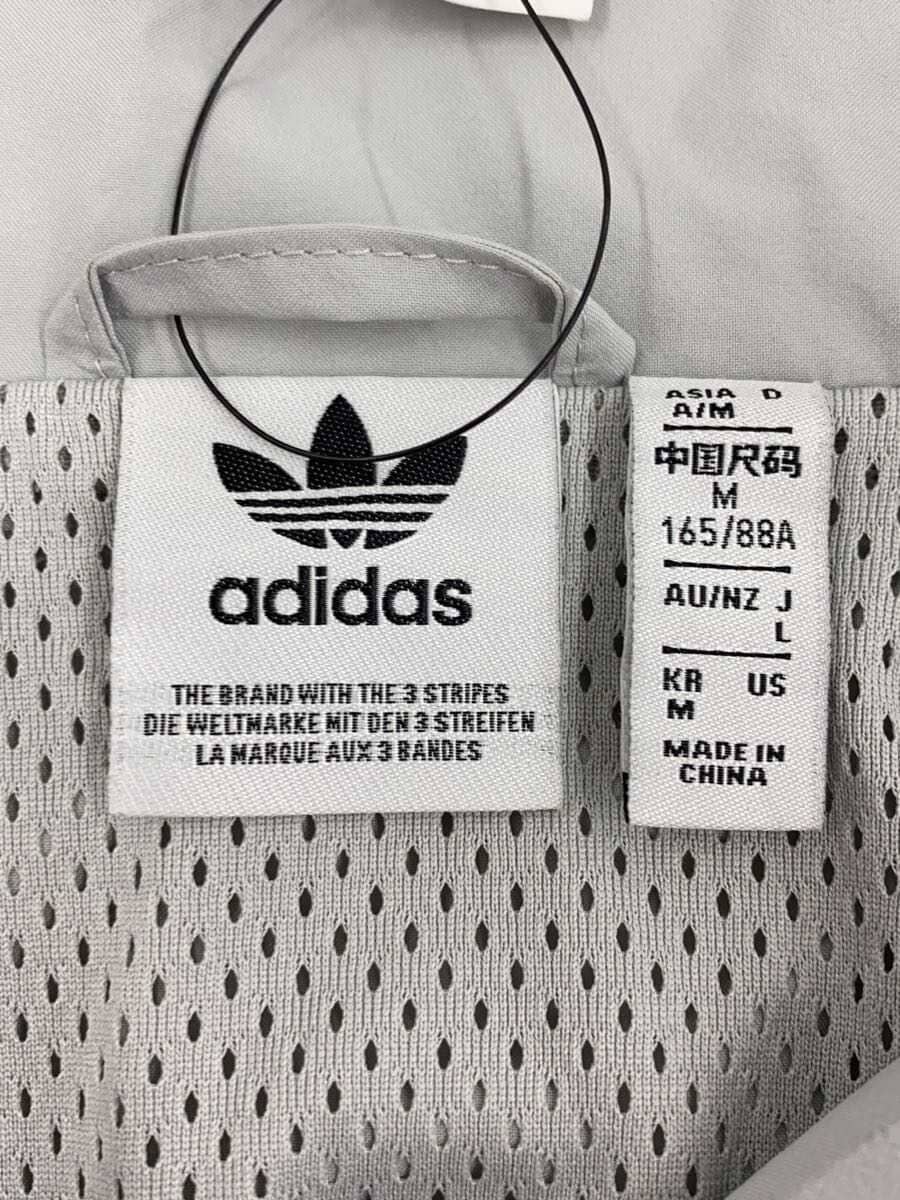 adidas
THE BRAND WITH THE 3 STRIPES
DIE WELTMARKE MIT DEN 3 STREIFEN
LA MARQUE AUX 3 BANDES
ASIA D
A/M
中国尺码
M
165/88A
AU/NZ J
L
KR US
M
MADE IN
CHINA